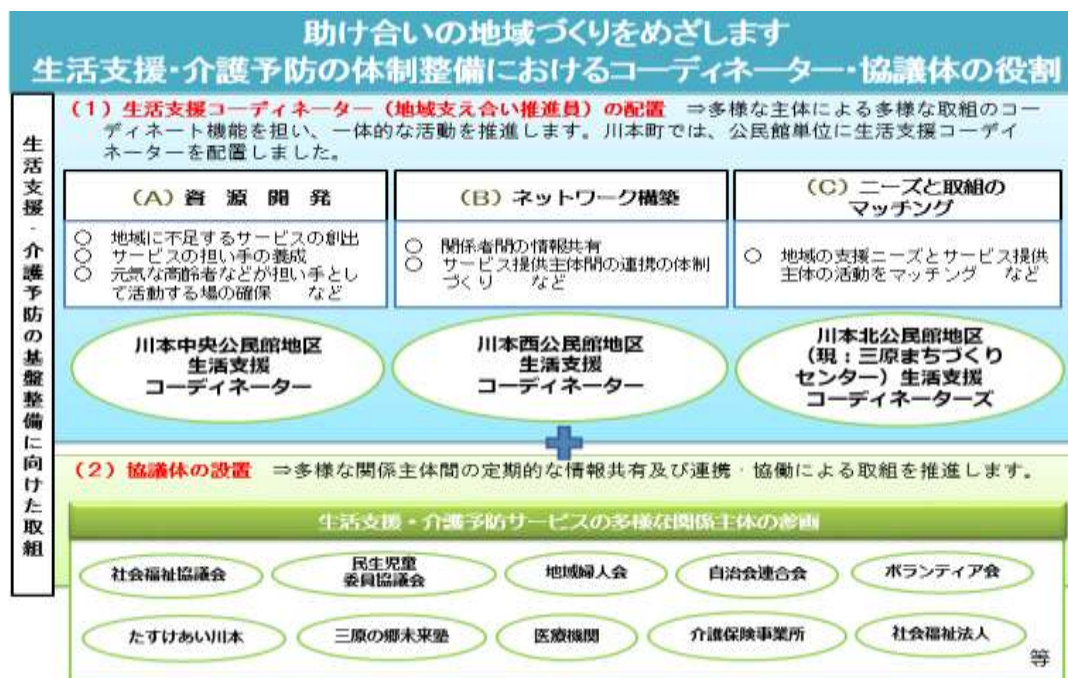 助け合いの地域づくりをめざします
生活支援・介護予防の体制整備におけるコーディネーター・協議体の役割
生活支援・介護予防の基盤整備に向けた取組
(1)生活支援コーディネーター(地域支え合い推進員)の配置 ⇒多様な主体による多様な取組のコー
ディネート機能を担い、一体的な活動を推進します。川本町では、公民館単位に生活支援コーディ
ネーターを配置しました。
(A)資源開発
○ 地域に不足するサービスの創出
○ サービスの担い手の養成
○ 元気な高齢者などが担い手とし
て活動する場の確保 など
(B)ネットワーク構築
○ 関係者間の情報共有
○ サービス提供主体間の連携の体制
づくり など
(C)ニーズと取組の
マッチング
○ 地域の支援ニーズとサービス提供
主体の活動をマッチング など
川本中央公民館地区
生活支援
コーディネーター
川本西公民館地区
生活支援
コーディネーター
川本北公民館地区
(現:三原まちづくり
センター)生活支援
コーディネーターズ
(2)協議体の設置 ⇒多様な関係主体間の定期的な情報共有及び連携・協働による取組を推進します。
生活支援・介護予防サービスの多様な関係主体の参画
社会福祉協議会
民生児童
委員協議会
地域婦人会
自治会連合会
ボランティア会
たすけあい川本
三原の郷未来塾
医療機関
介護保険事業所
社会福祉法人
等